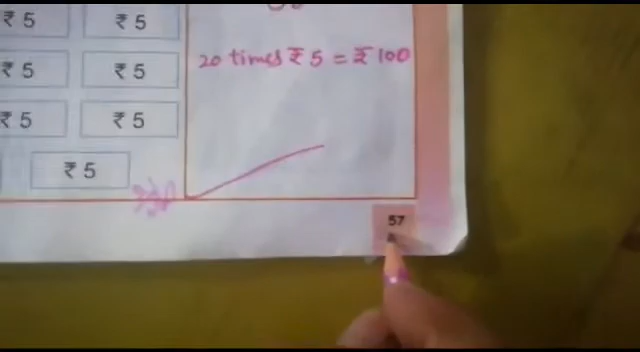 ₹ 5 ₹ 5
20 times ₹ 5 = ₹ 100
₹ 5 ₹ 5
₹ 5 ₹ 5
₹ 5
57